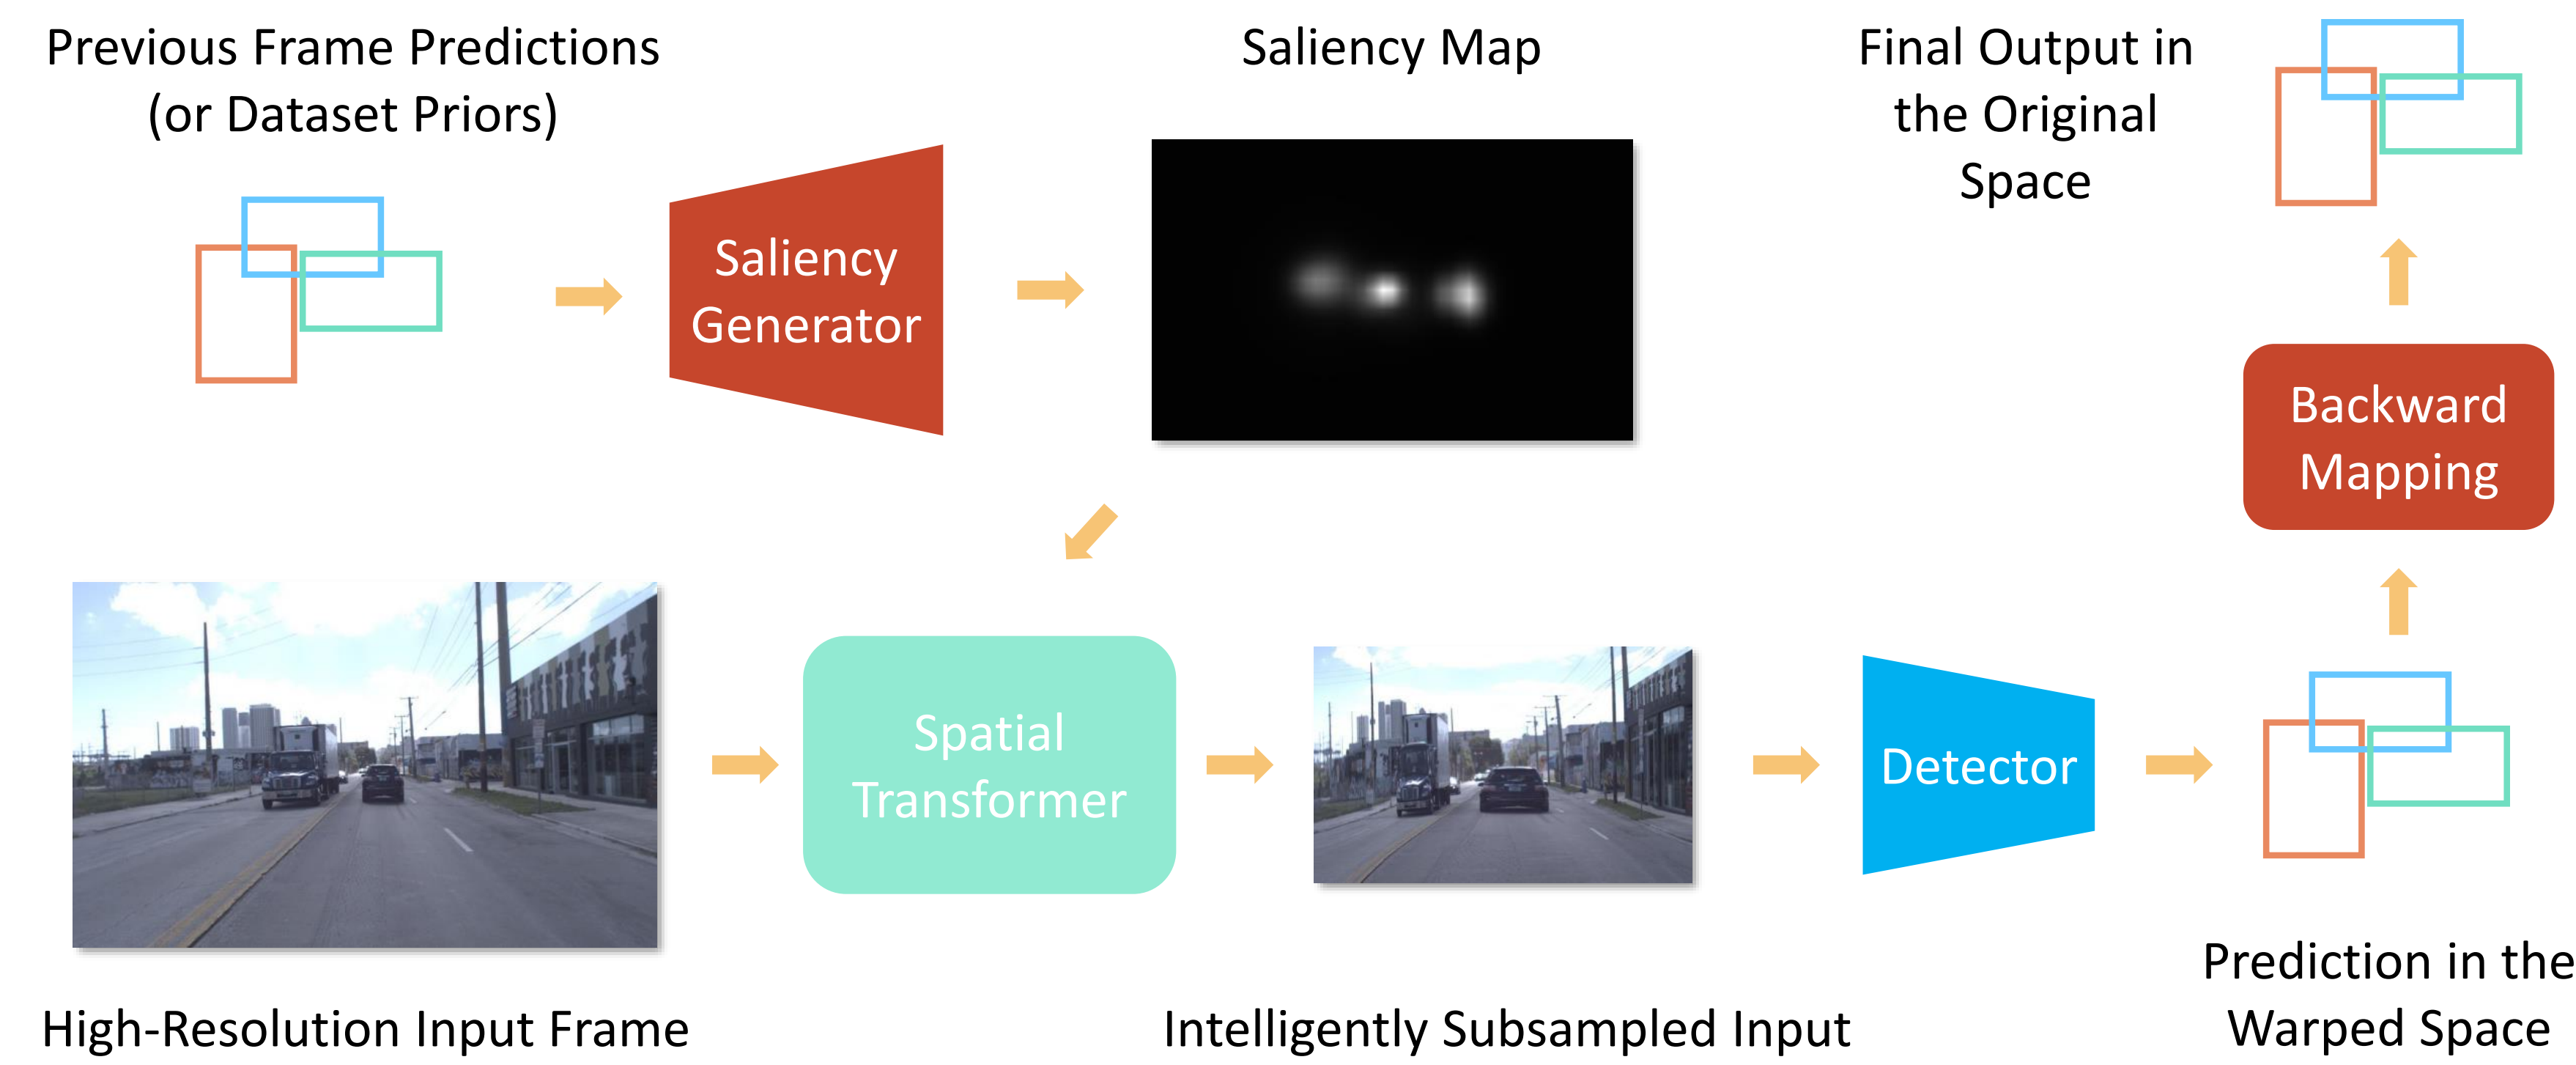 Previous Frame Predictions
(or Dataset Priors)
Saliency
Generator
Saliency Map
Final Output in
the Original
Space
Backward
Mapping
Spatial
Transformer
Detector
High-Resolution Input Frame
Intelligently Subsampled Input
Prediction in the
Warped Space